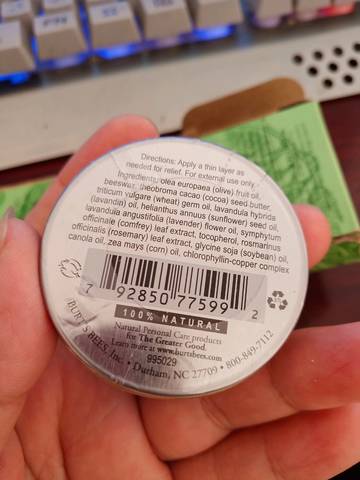 Directions: Apply a thin layer as
needed for relief. For external use only.
Ingredients: olea europaea (olive) fruit oil,
beeswax, theobroma cacao (cocoa) seed butter,
triticum vulgare (wheat) germ oil, lavandula hybrida
(lavandin) oil, helianthus annuus (sunflower) seed oil,
lavandula angustifolia (lavender) flower oil, symphytum
officinale (comfrey) leaf extract, tocopherol, rosmarinus
officinalis (rosemary) leaf extract, glycine soja (soybean) oil,
canola oil, zea mays (corn) oil, chlorophyllin-copper complex
7 92850 77599 2
100% NATURAL
Natural Personal Care products
for The Greater Good.
Learn more at www.burtsbees.com
995029
BURT'S BEES, Inc. • Durham, NC 27709 • 800-849-7112